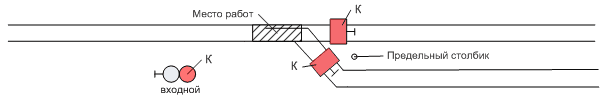 К
Место работ
Предельный столбик
К
К
входной